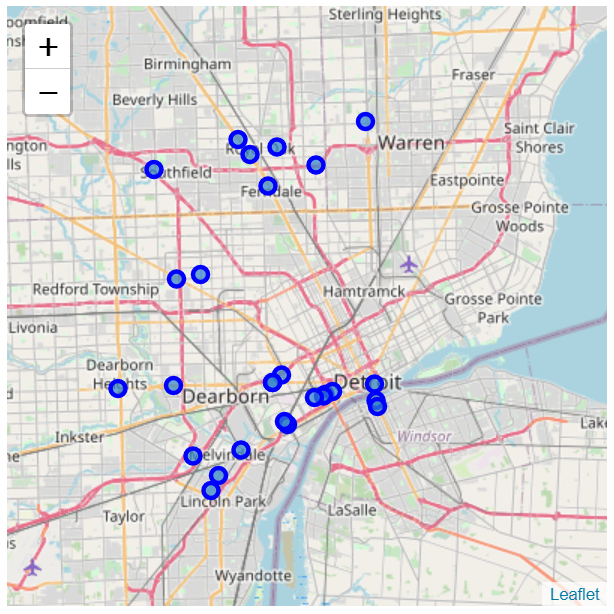 Sterling Heights
+
−
Birmingham
Fraser
Beverly Hills
Saint Clair
Shores
Warren
Eastpointe
Grosse Pointe
Woods
Redford Township
Hamtramck
Grosse Pointe
Park
Livonia
Dearborn
Heights
Detroit
Dearborn
Inkster
Windsor
Lincoln Park
Taylor
LaSalle
Wyandotte
Leaflet